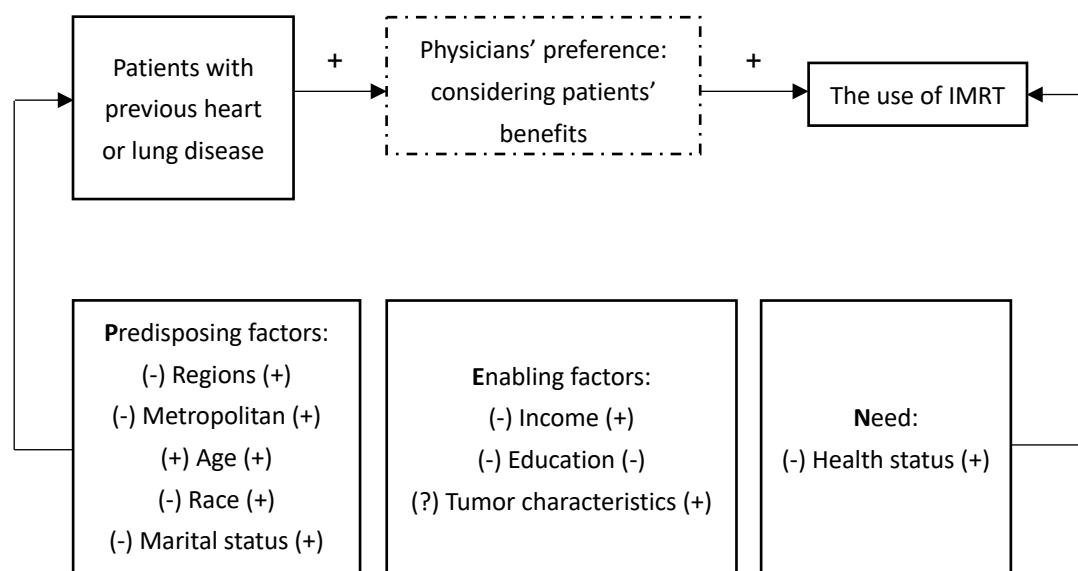 Patients with
previous heart
or lung disease
+
Physicians’ preference:
considering patients’
benefits
+
The use of IMRT
Predisposing factors:
(-) Regions (+)
(-) Metropolitan (+)
(+) Age (+)
(-) Race (+)
(-) Marital status (+)
Enabling factors:
(-) Income (+)
(-) Education (-)
(?) Tumor characteristics (+)
Need:
(-) Health status (+)